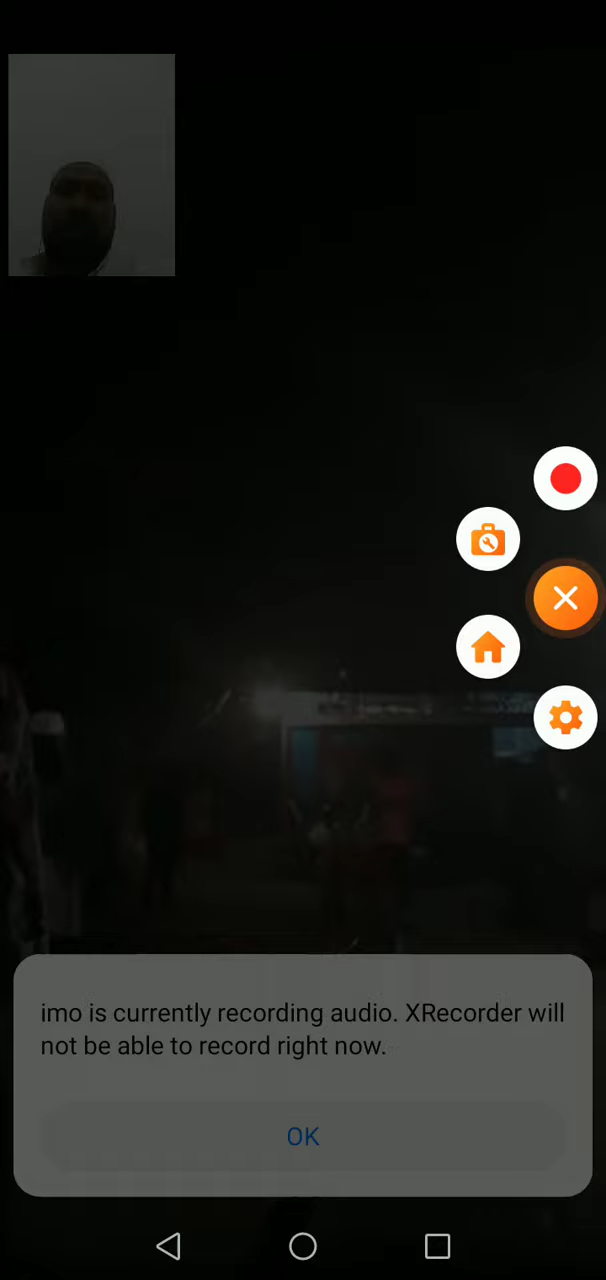 imo is currently recording audio. XRecorder will
not be able to record right now.
OK